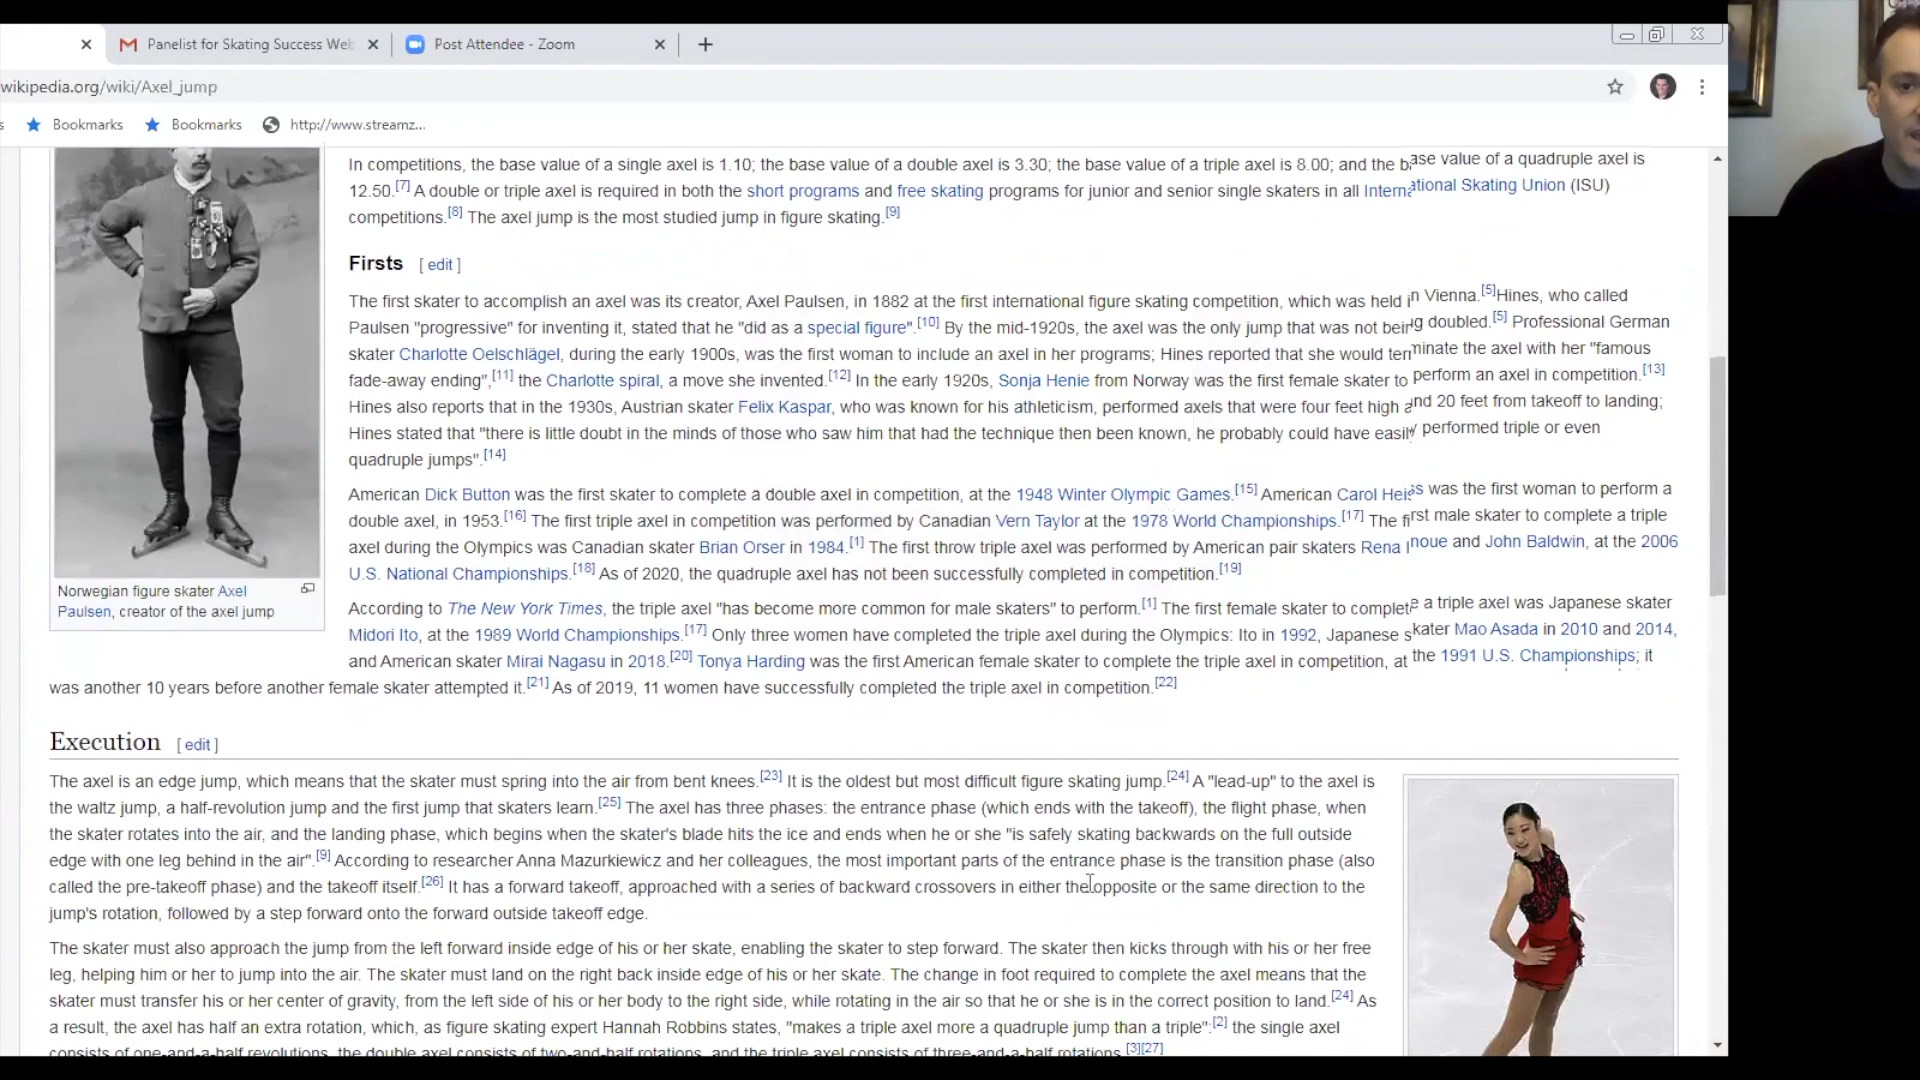 Panelist for Skating Success Web
Post Attendee - Zoom
wikipedia.org/wiki/Axel_jump
s
Bookmarks
Bookmarks
http://www.streamz...
In competitions, the base value of a single axel is 1.10; the base value of a double axel is 3.30; the base value of a triple axel is 8.00; and the base value of a quadruple axel is
12.50.[7] A double or triple axel is required in both the short programs and free skating programs for junior and senior single skaters in all International Skating Union (ISU)
competitions.[8] The axel jump is the most studied jump in figure skating.[9]
Firsts [ edit ]
The first skater to accomplish an axel was its creator, Axel Paulsen, in 1882 at the first international figure skating competition, which was held in Vienna.[5]Hines, who called
Paulsen "progressive" for inventing it, stated that he "did as a special figure".[10] By the mid-1920s, the axel was the only jump that was not being doubled.[5] Professional German
skater Charlotte Oelschlägel, during the early 1900s, was the first woman to include an axel in her programs; Hines reported that she would terminate the axel with her "famous
fade-away ending",[11] the Charlotte spiral, a move she invented.[12] In the early 1920s, Sonja Henie from Norway was the first female skater to perform an axel in competition.[13]
Hines also reports that in the 1930s, Austrian skater Felix Kaspar, who was known for his athleticism, performed axels that were four feet high and 20 feet from takeoff to landing;
Hines stated that "there is little doubt in the minds of those who saw him that had the technique then been known, he probably could have easily performed triple or even
quadruple jumps".[14]
American Dick Button was the first skater to complete a double axel in competition, at the 1948 Winter Olympic Games.[15] American Carol Heiss was the first woman to perform a
double axel, in 1953.[16] The first triple axel in competition was performed by Canadian Vern Taylor at the 1978 World Championships.[17] The first male skater to complete a triple
axel during the Olympics was Canadian skater Brian Orser in 1984.[1] The first throw triple axel was performed by American pair skaters Rena Inoue and John Baldwin, at the 2006
U.S. National Championships.[18] As of 2020, the quadruple axel has not been successfully completed in competition.[19]
Norwegian figure skater Axel
Paulsen, creator of the axel jump
According to The New York Times, the triple axel "has become more common for male skaters" to perform.[1] The first female skater to complete a triple axel was Japanese skater
Midori Ito, at the 1989 World Championships.[17] Only three women have completed the triple axel during the Olympics: Ito in 1992, Japanese skater Mao Asada in 2010 and 2014,
and American skater Mirai Nagasu in 2018.[20] Tonya Harding was the first American female skater to complete the triple axel in competition, at the 1991 U.S. Championships; it
was another 10 years before another female skater attempted it.[21] As of 2019, 11 women have successfully completed the triple axel in competition.[22]
Execution [ edit ]
The axel is an edge jump, which means that the skater must spring into the air from bent knees.[23] It is the oldest but most difficult figure skating jump.[24] A "lead-up" to the axel is
the waltz jump, a half-revolution jump and the first jump that skaters learn.[25] The axel has three phases: the entrance phase (which ends with the takeoff), the flight phase, when
the skater rotates into the air, and the landing phase, which begins when the skater's blade hits the ice and ends when he or she "is safely skating backwards on the full outside
edge with one leg behind in the air".[9] According to researcher Anna Mazurkiewicz and her colleagues, the most important parts of the entrance phase is the transition phase (also
called the pre-takeoff phase) and the takeoff itself.[26] It has a forward takeoff, approached with a series of backward crossovers in either the opposite or the same direction to the
jump's rotation, followed by a step forward onto the forward outside takeoff edge.
The skater must also approach the jump from the left forward inside edge of his or her skate, enabling the skater to step forward. The skater then kicks through with his or her free
leg, helping him or her to jump into the air. The skater must land on the right back inside edge of his or her skate. The change in foot required to complete the axel means that the
skater must transfer his or her center of gravity, from the left side of his or her body to the right side, while rotating in the air so that he or she is in the correct position to land.[24] As
a result, the axel has half an extra rotation, which, as figure skating expert Hannah Robbins states, "makes a triple axel more a quadruple jump than a triple":[2] the single axel
consists of one-and-a-half revolutions, the double axel consists of two-and-half rotations, and the triple axel consists of three-and-a-half rotations.[3][27]